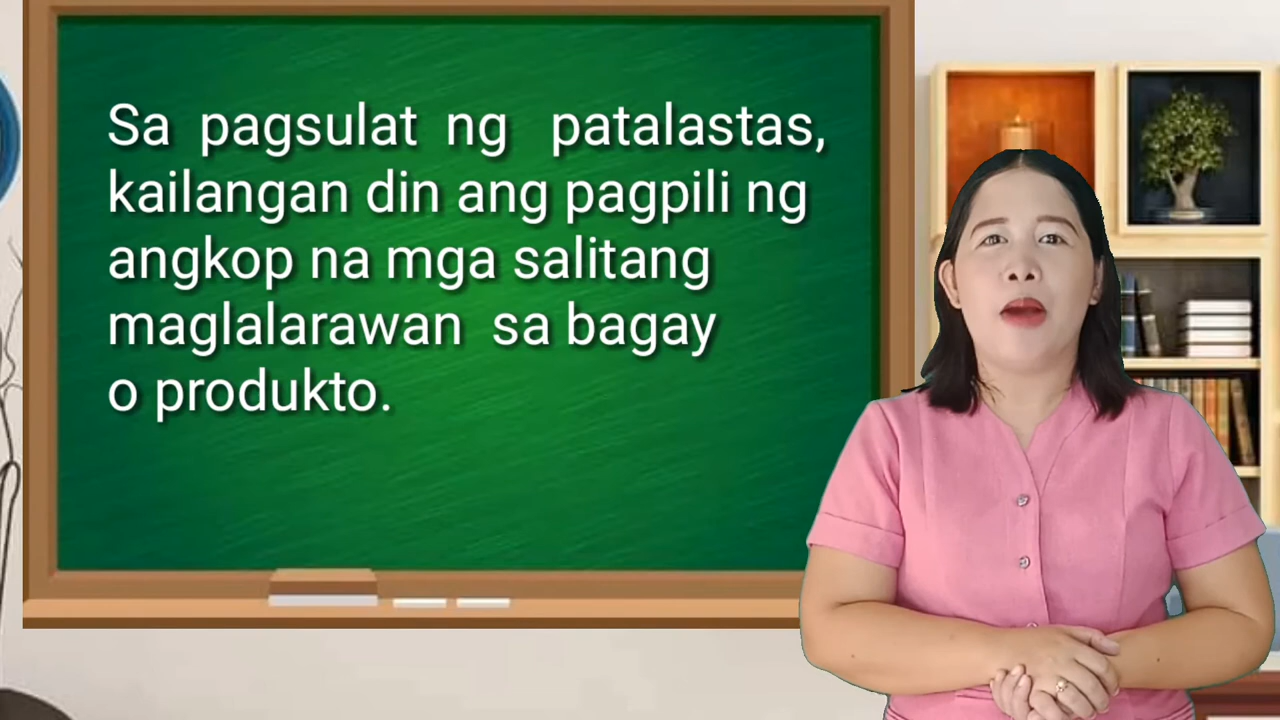 Sa pagsulat ng patalastas,
kailangan din ang pagpili ng
angkop na mga salitang
maglalarawan sa bagay
o produkto.